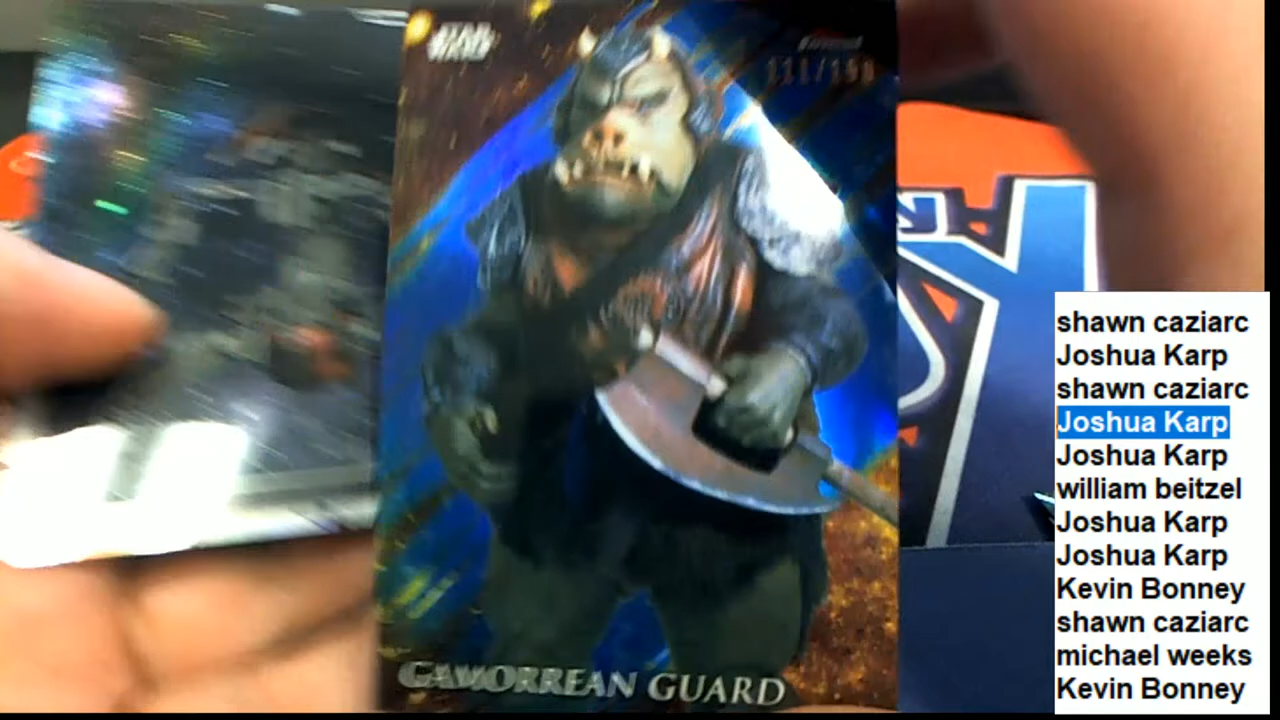 STAR WARS
Finest
GAMORREAN GUARD
shawn caziarc
Joshua Karp
shawn caziarc
Joshua Karp
Joshua Karp
william beitzel
Joshua Karp
Joshua Karp
Kevin Bonney
shawn caziarc
michael weeks
Kevin Bonney